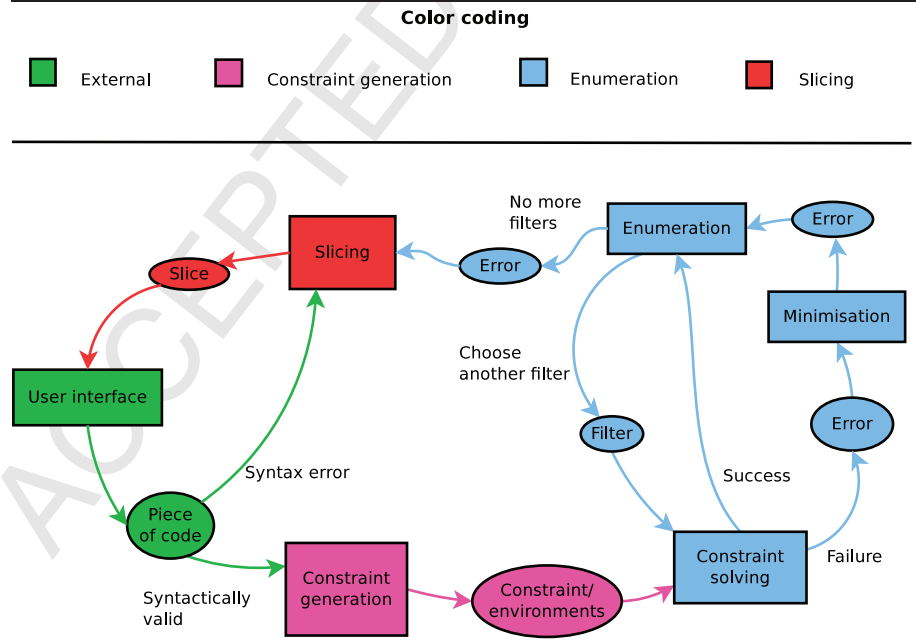 Color coding
External
Constraint generation
Enumeration
Slicing
ACCEPTED
No more
filters
Enumeration
Error
Slicing
Error
Slice
Minimisation
Choose
another filter
User interface
Filter
Error
Syntax error
Success
Piece
of code
Constraint
solving
Failure
Constraint
generation
Constraint/
environments
Syntactically
valid